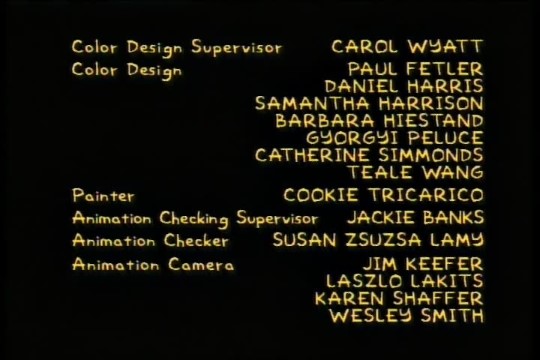 Color Design Supervisor CAROL WYATT
Color Design PAUL FETLER
DANIEL HARRIS
SAMANTHA HARRISON
BARBARA HIESTAND
GYORGYI PELUCE
CATHERINE SIMMONDS
TEALE WANG
Painter COOKIE TRICARICO
Animation Checking Supervisor JACKIE BANKS
Animation Checker SUSAN ZSUZSA LAMY
Animation Camera JIM KEEFER
LASZLO LAKITS
KAREN SHAFFER
WESLEY SMITH